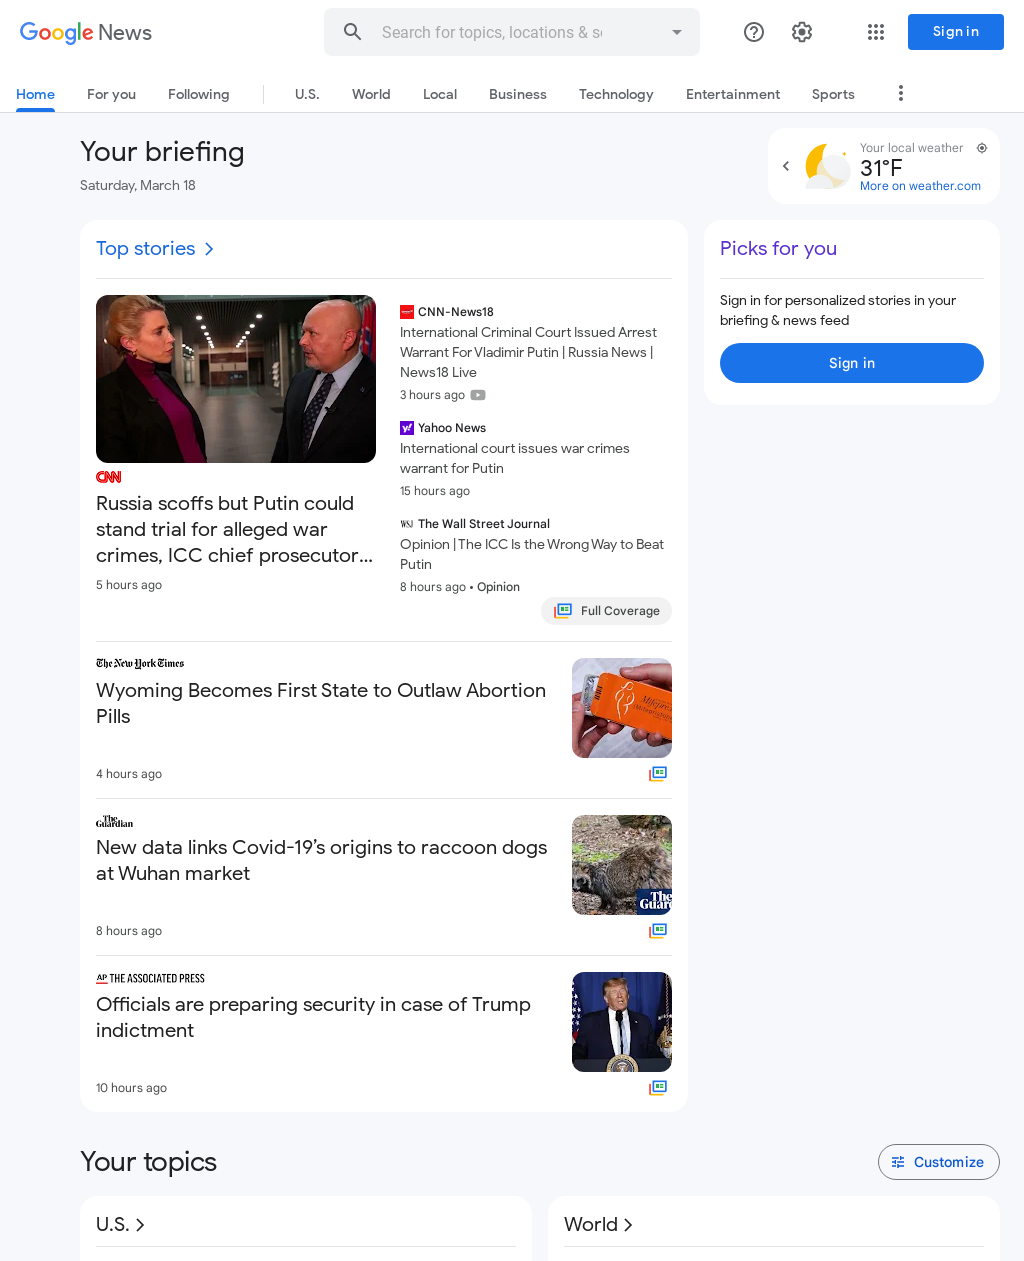 Google News
Search for topics, locations & so
Sign in
Home
For you
Following
U.S.
World
Local
Business
Technology
Entertainment
Sports
Your briefing
Saturday, March 18
Your local weather
31°F
More on weather.com
Top stories
CNN
Russia scoffs but Putin could
stand trial for alleged war
crimes, ICC chief prosecutor…
5 hours ago
CNN-News18
International Criminal Court Issued Arrest
Warrant For Vladimir Putin | Russia News |
News18 Live
3 hours ago
Yahoo News
International court issues war crimes
warrant for Putin
15 hours ago
WSJ The Wall Street Journal
Opinion | The ICC Is the Wrong Way to Beat
Putin
8 hours ago • Opinion
Full Coverage
Picks for you
Sign in for personalized stories in your
briefing & news feed
Sign in
The New York Times
Wyoming Becomes First State to Outlaw Abortion
Pills
4 hours ago
The
Guardian
New data links Covid-19’s origins to raccoon dogs
at Wuhan market
The
Guar
8 hours ago
AP THE ASSOCIATED PRESS
Officials are preparing security in case of Trump
indictment
10 hours ago
Your topics
Customize
U.S.
World